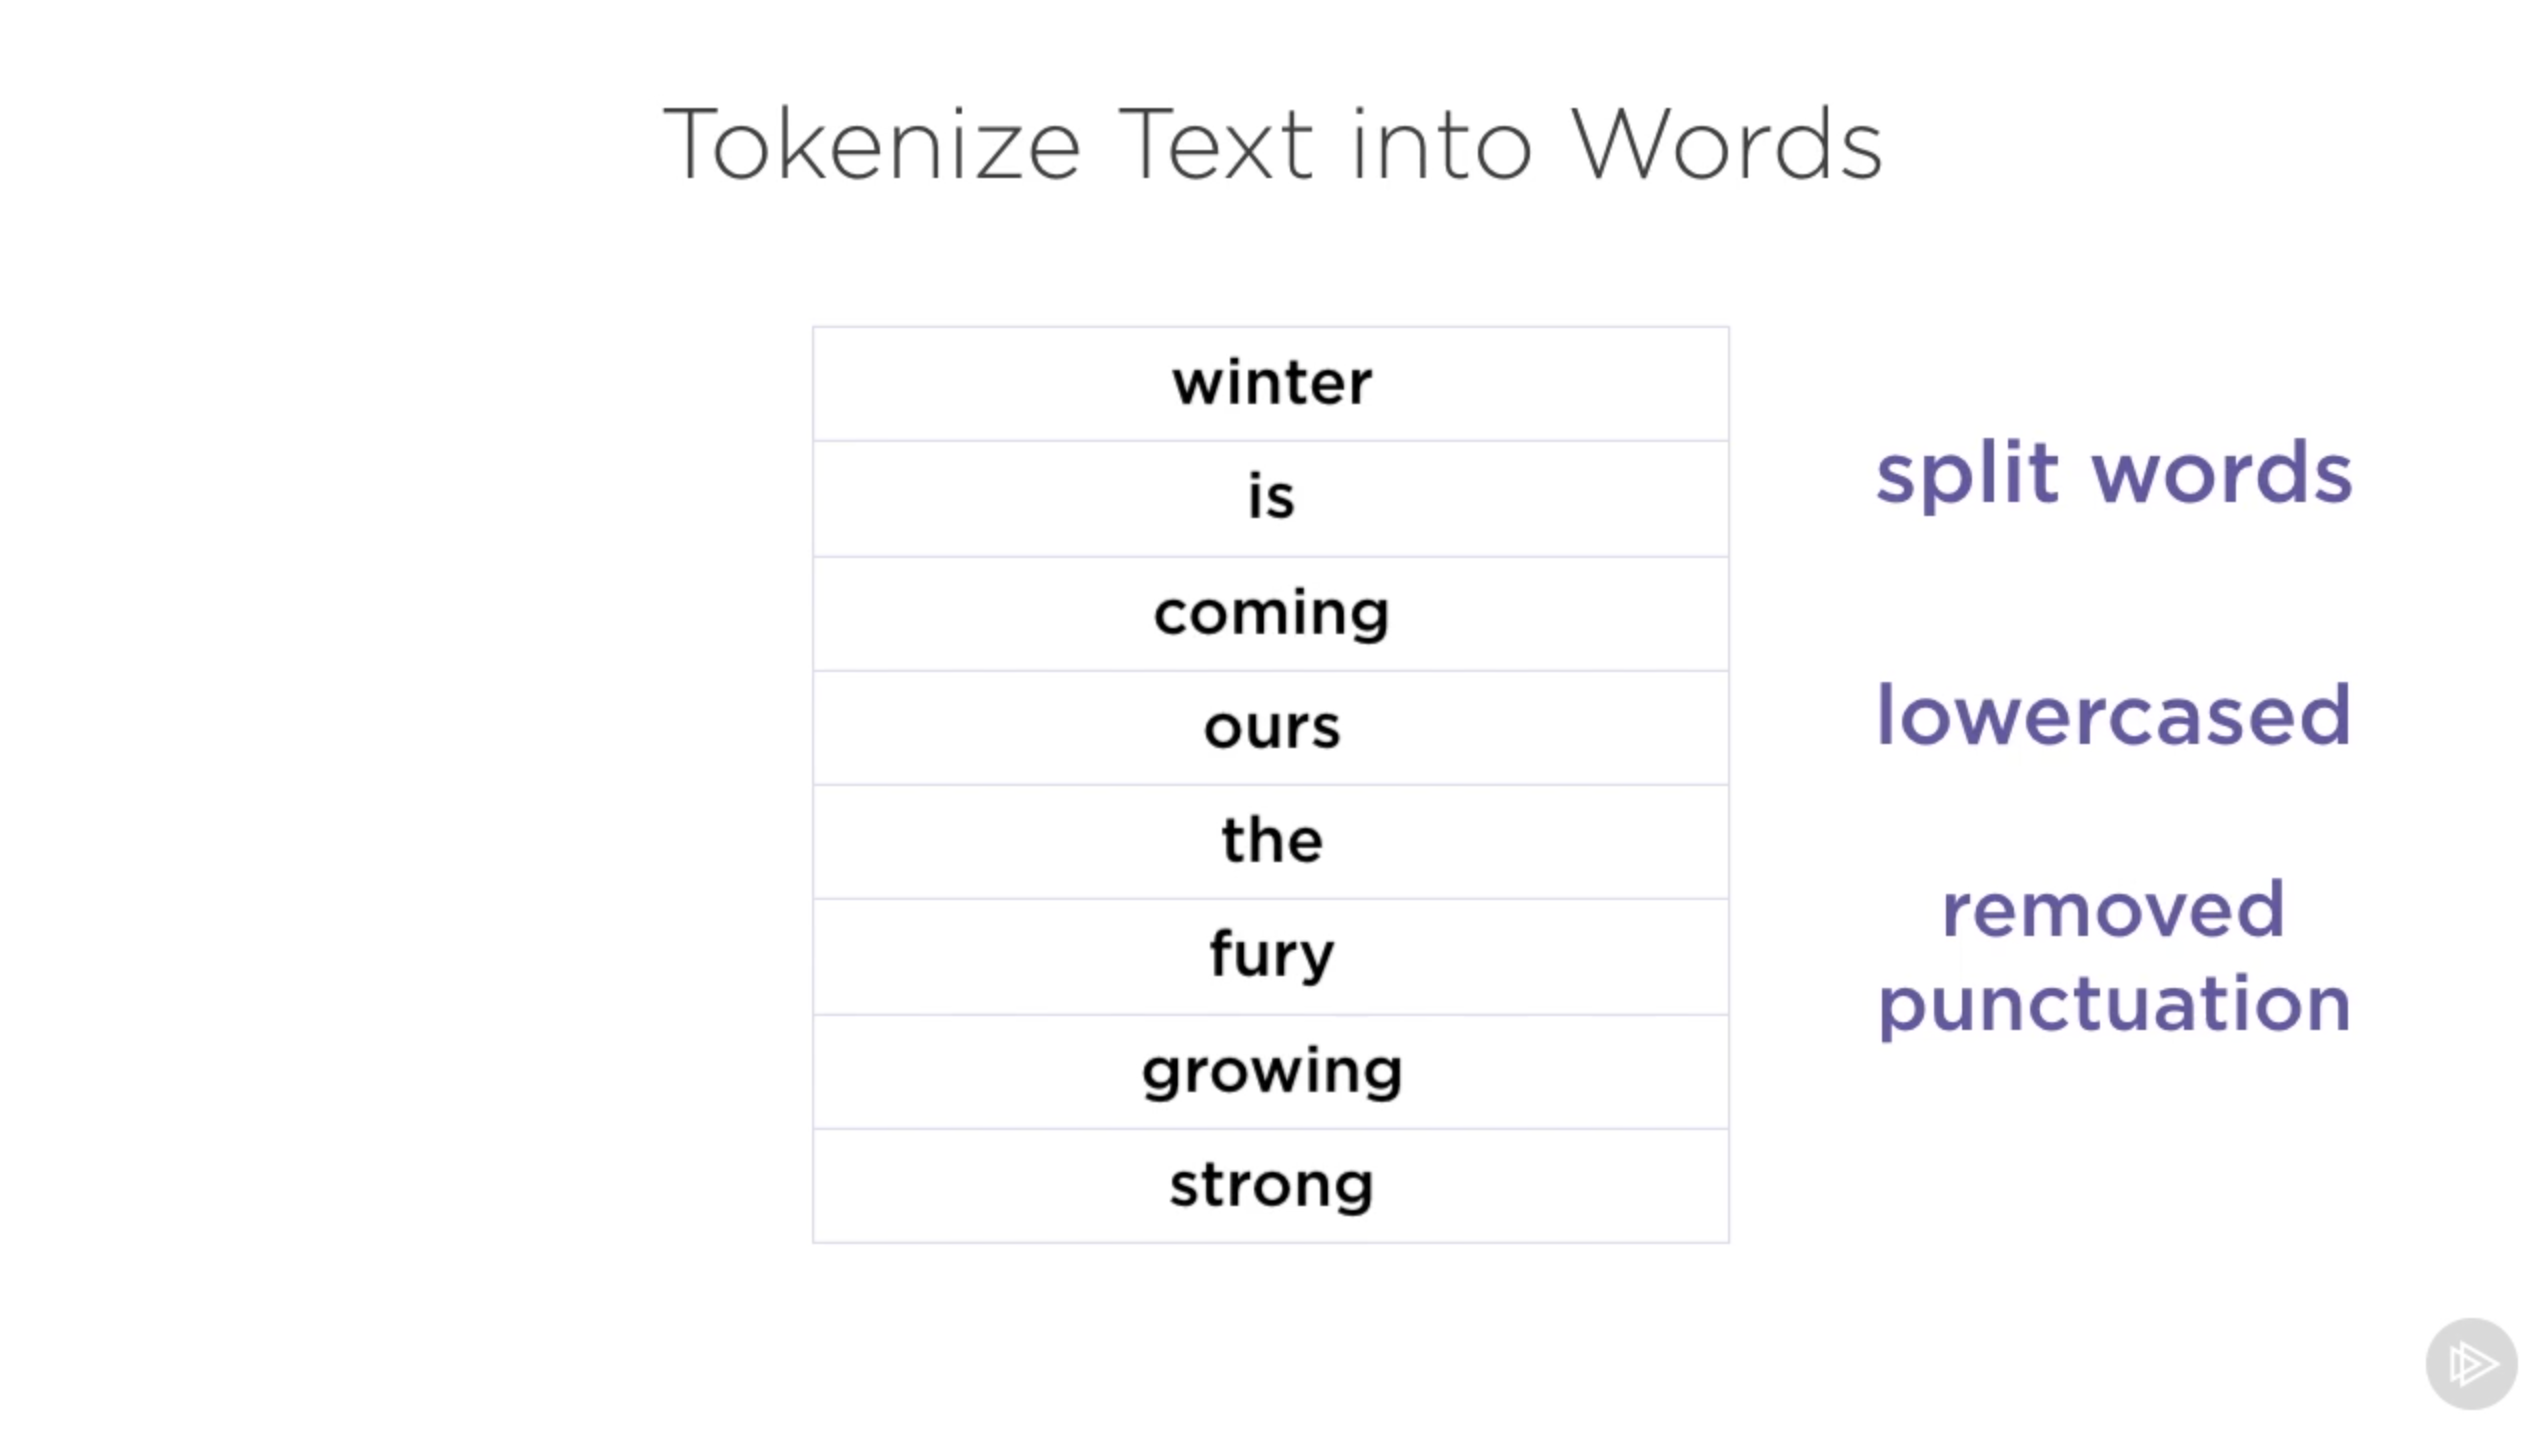 Tokenize Text into Words
winter
is
coming
ours
the
fury
growing
strong
split words
lowercased
removed
punctuation